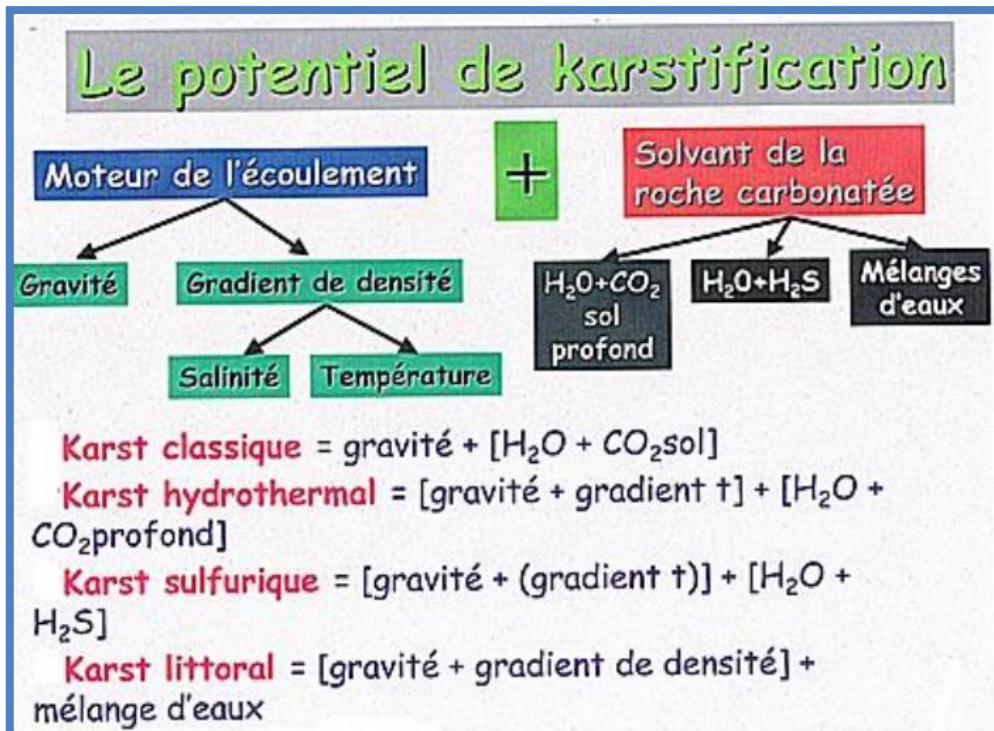 Le potentiel de karstification
Moteur de l'écoulement
+
Solvant de la
roche carbonatée
Gravité
Gradient de densité
H₂O+CO₂
sol
profond
H₂O+H₂S
Mélanges
d'eaux
Salinité
Température
Karst classique = gravité + [H₂O + CO₂sol]
Karst hydrothermal = [gravité + gradient t] + [H₂O +
CO₂profond]
Karst sulfurique = [gravité + (gradient t)] + [H₂O +
H₂S]
Karst littoral = [gravité + gradient de densité] +
mélange d'eaux